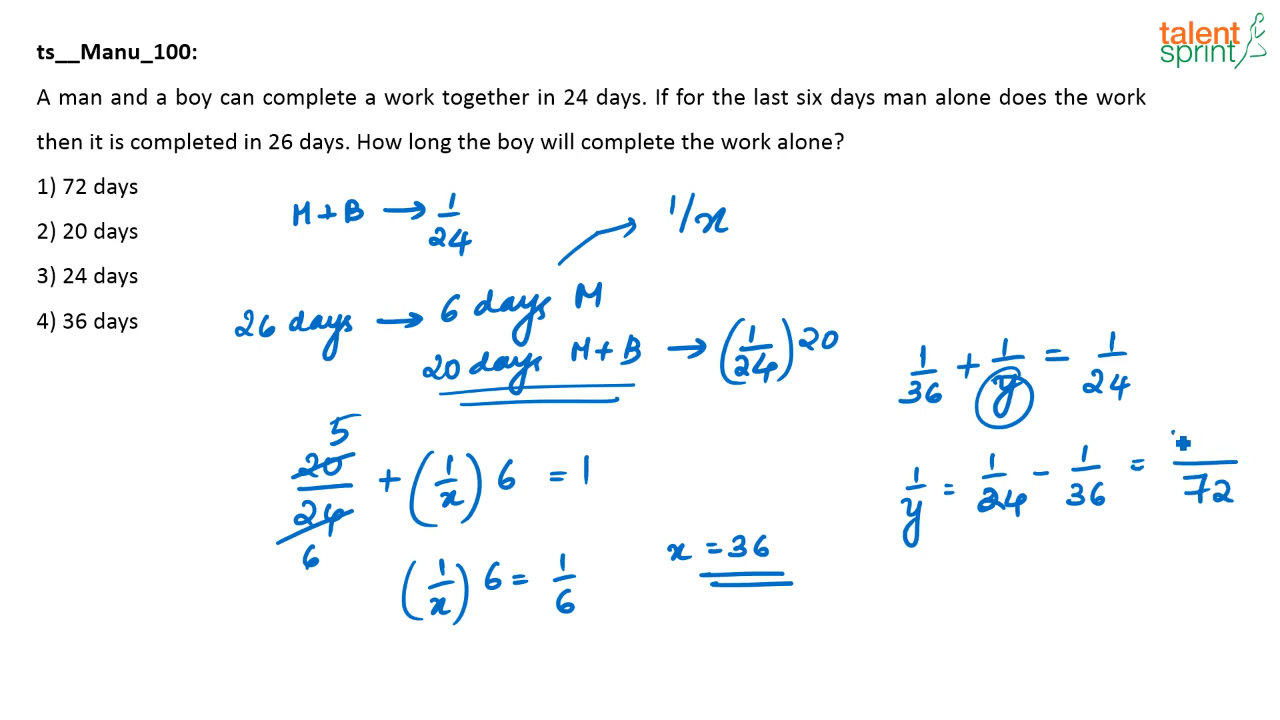 talent
sprint
ts__Manu_100:
A man and a boy can complete a work together in 24 days. If for the last six days man alone does the work
then it is completed in 26 days. How long the boy will complete the work alone?
1) 72 days
2) 20 days
3) 24 days
4) 36 days
M+B → 1/24
1/x
26 days → 6 days M
20 days M+B → (1/24)20
5
20/24 + (1/x) 6 = 1
6
(1/x) 6 = 1/6
x = 36
1/36 + 1/y = 1/24
1/y = 1/24 - 1/36 = /72